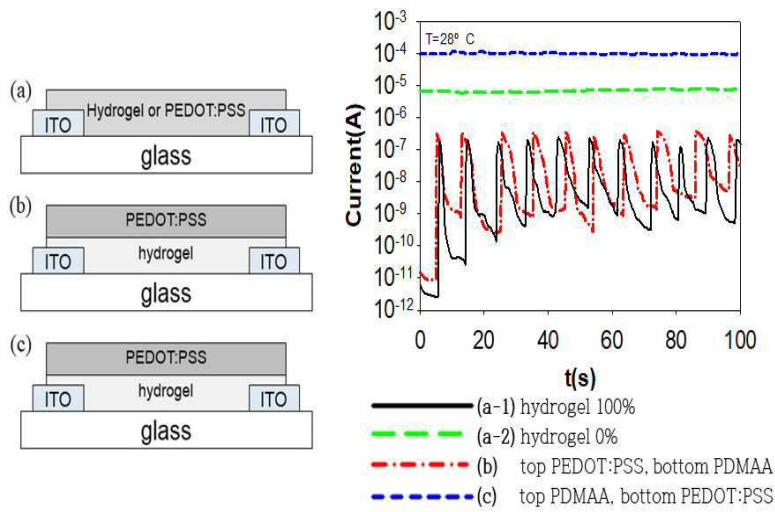 (a)
Hydrogel or PEDOT:PSS
ITO
ITO
glass
(b)
PEDOT:PSS
hydrogel
ITO
ITO
glass
(c)
PEDOT:PSS
hydrogel
ITO
ITO
glass
T=28º C
Current(A)
10⁻³
10⁻⁴
10⁻⁵
10⁻⁶
10⁻⁷
10⁻⁸
10⁻⁹
10⁻¹⁰
10⁻¹¹
10⁻¹²
0 20 40 60 80 100
t(s)
(a-1) hydrogel 100%
(a-2) hydrogel 0%
(b) top PEDOT:PSS, bottom PDMAA
(c) top PDMAA, bottom PEDOT:PSS